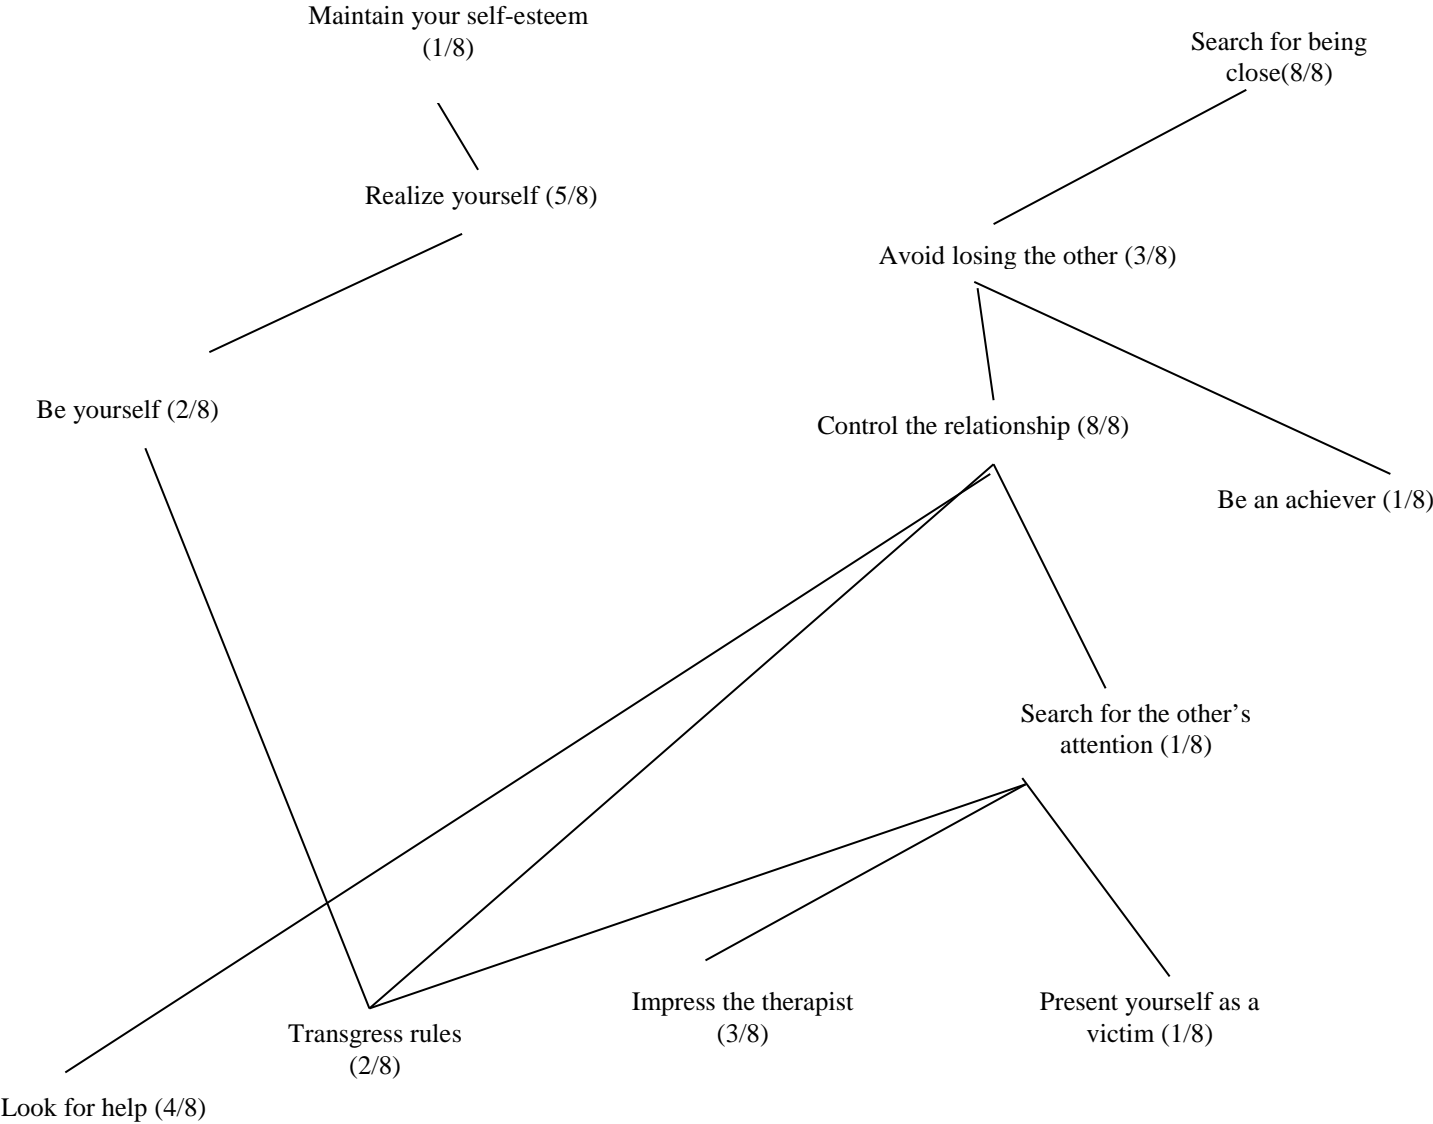 Maintain your self-esteem
(1/8)
Search for being
close(8/8)
Realize yourself (5/8)
Avoid losing the other (3/8)
Be yourself (2/8)
Control the relationship (8/8)
Be an achiever (1/8)
Search for the other’s
attention (1/8)
Impress the therapist
(3/8)
Present yourself as a
victim (1/8)
Transgress rules
(2/8)
Look for help (4/8)